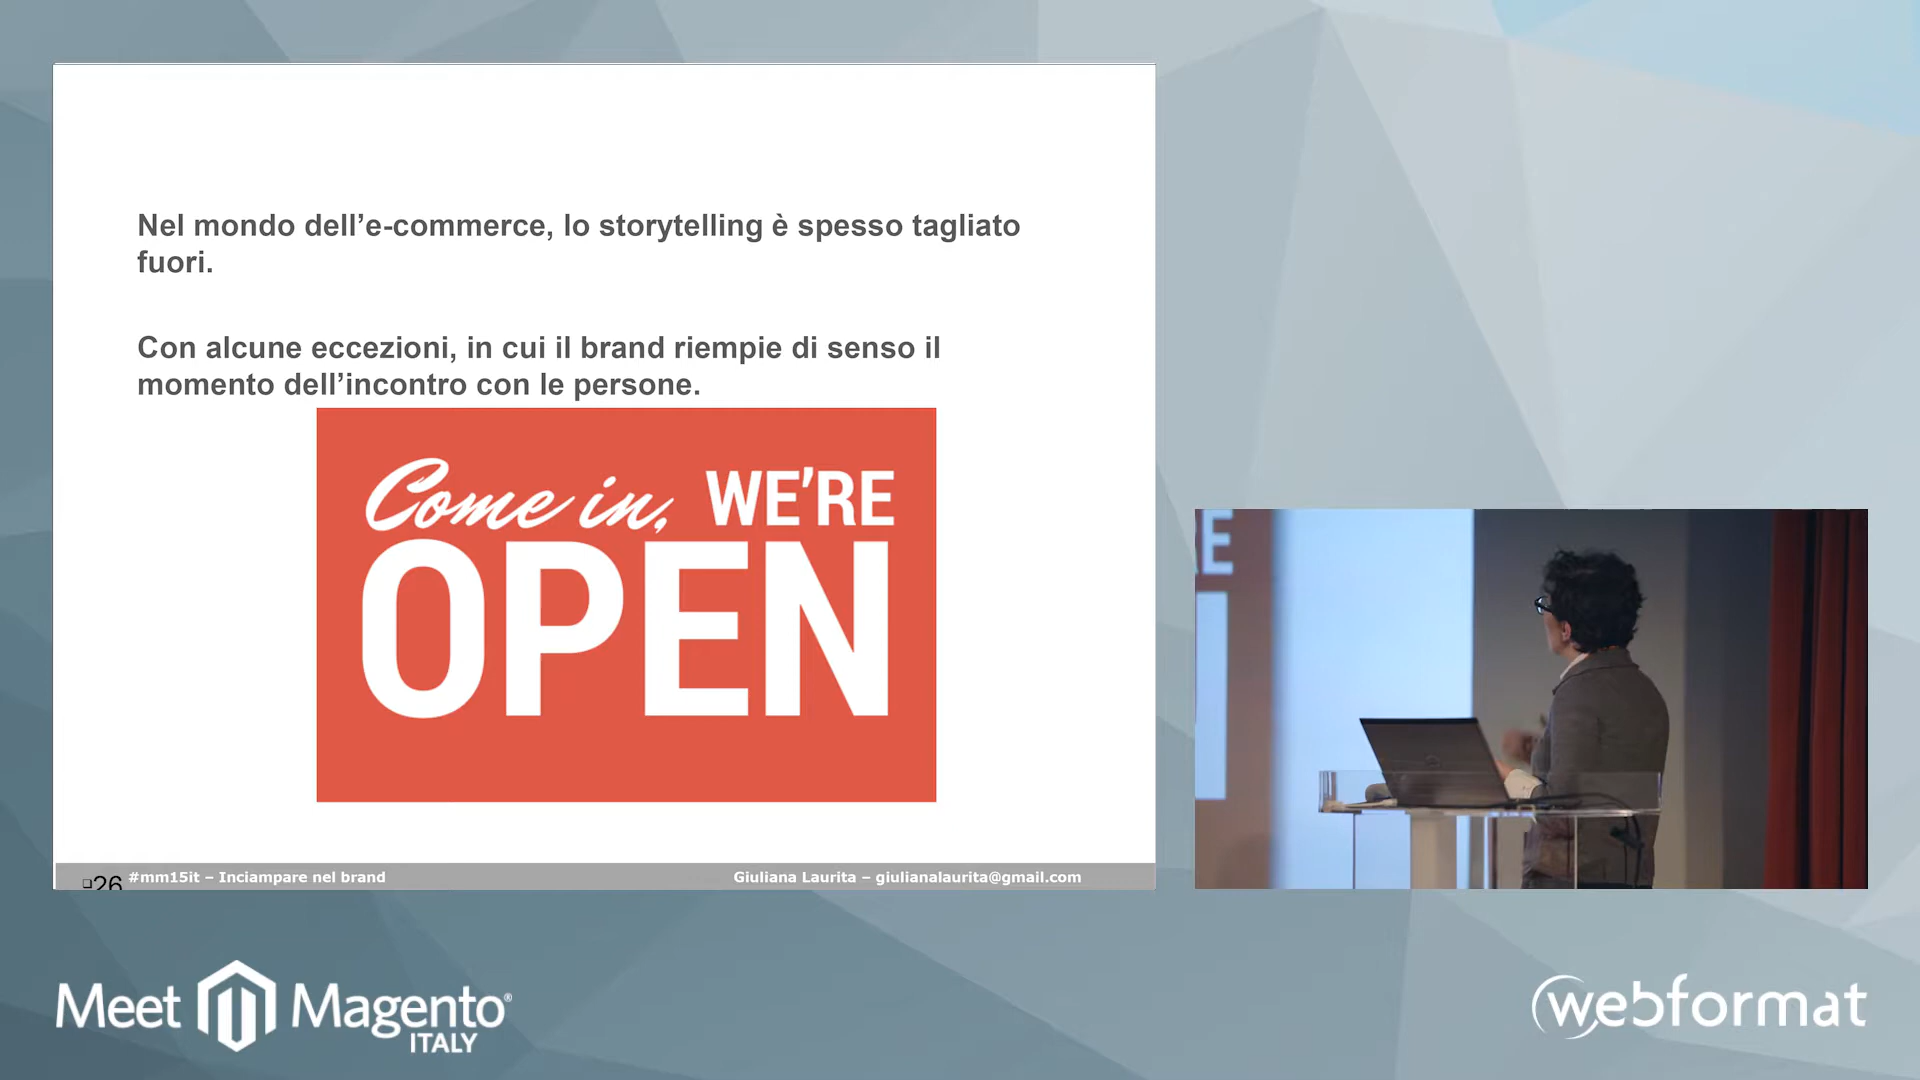 Nel mondo dell’e-commerce, lo storytelling è spesso tagliato
fuori.
Con alcune eccezioni, in cui il brand riempie di senso il
momento dell’incontro con le persone.
Come in, WE’RE
OPEN
26 #mm15it – Inciampare nel brand
Giuliana Laurita – giulianalaurita@gmail.com
RE
Meet Magento®
ITALY
webformat